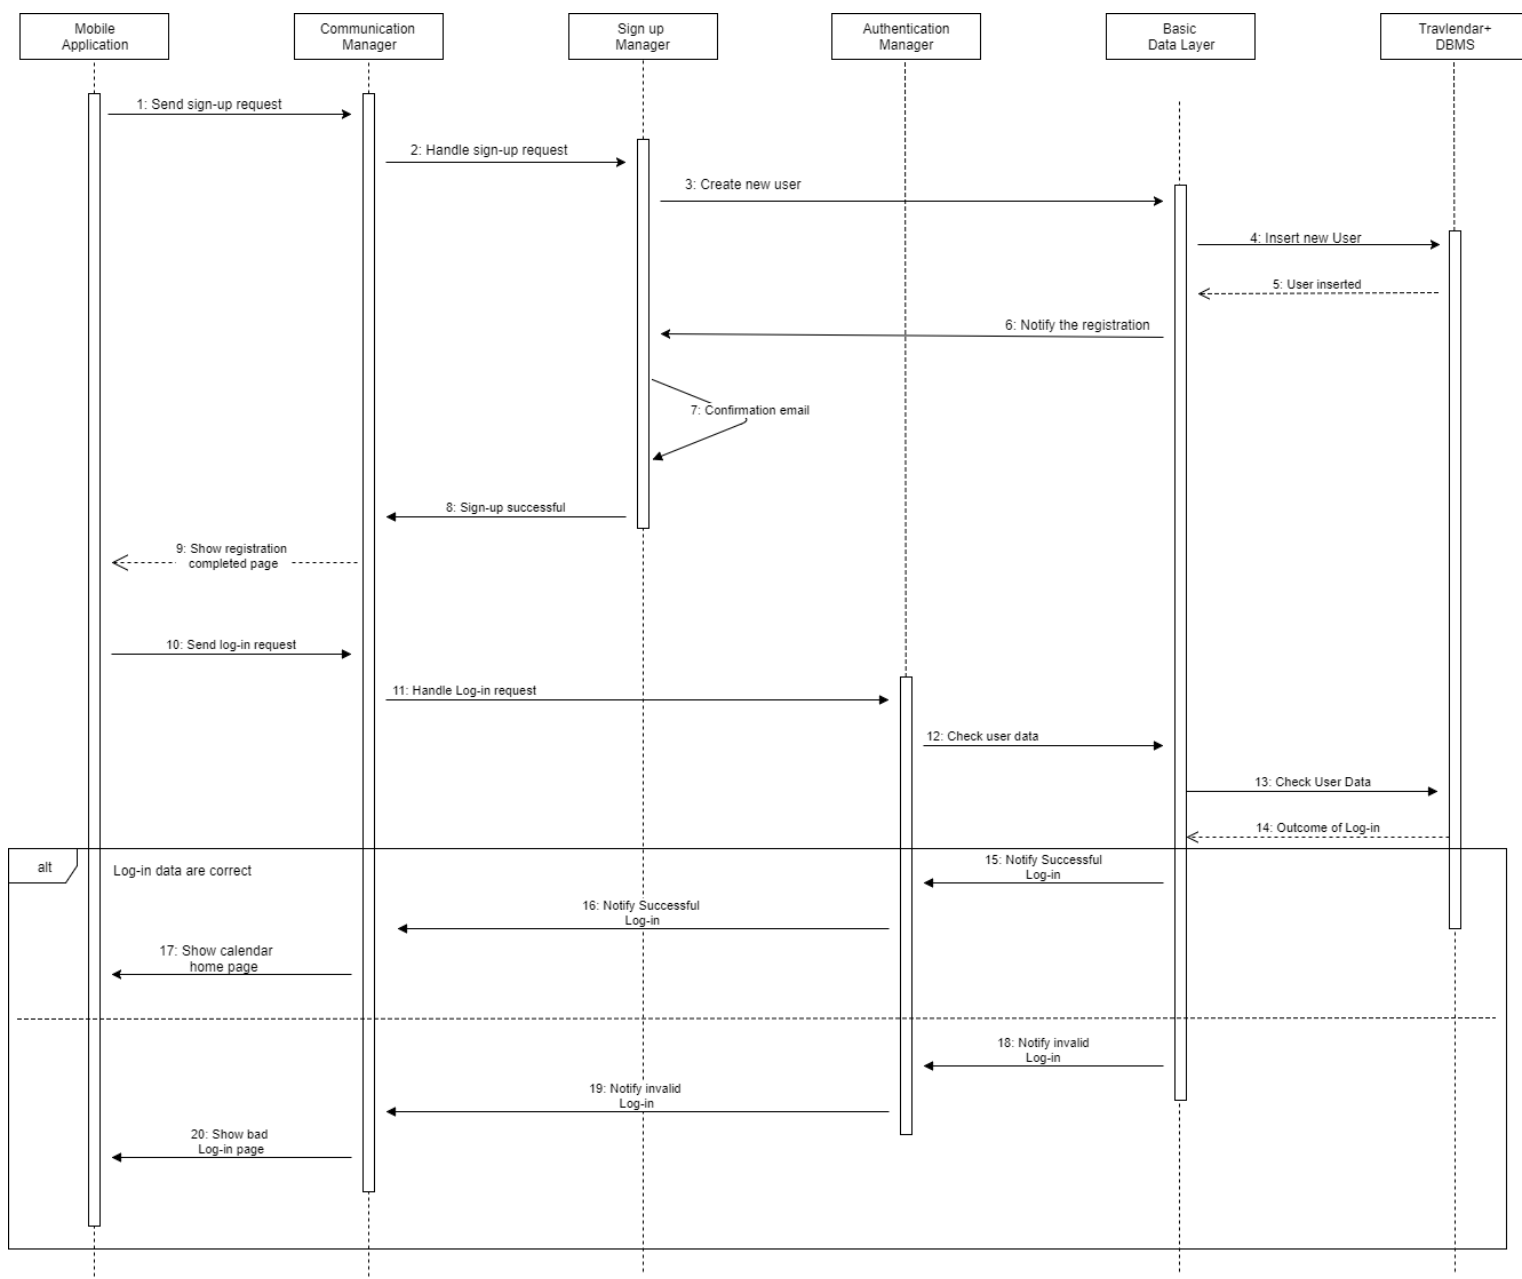 Mobile
Application
Communication
Manager
Sign up
Manager
Authentication
Manager
Basic
Data Layer
Travlendar+
DBMS
1: Send sign-up request
2: Handle sign-up request
3: Create new user
4: Insert new User
5: User inserted
6: Notify the registration
7: Confirmation email
8: Sign-up successful
9: Show registration
completed page
10: Send log-in request
11: Handle Log-in request
12: Check user data
13: Check User Data
14: Outcome of Log-in
alt
Log-in data are correct
15: Notify Successful
Log-in
16: Notify Successful
Log-in
17: Show calendar
home page
18: Notify invalid
Log-in
19: Notify invalid
Log-in
20: Show bad
Log-in page